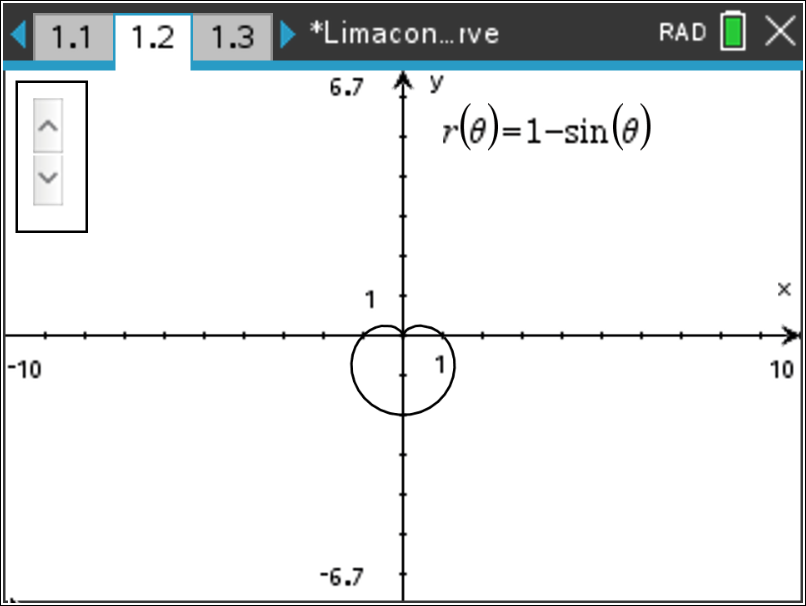 1.1 1.2 1.3 *Limacon...rve RAD
6.7 y
r(θ)=1−sin(θ)
1
x
-10 1 10
-6.7